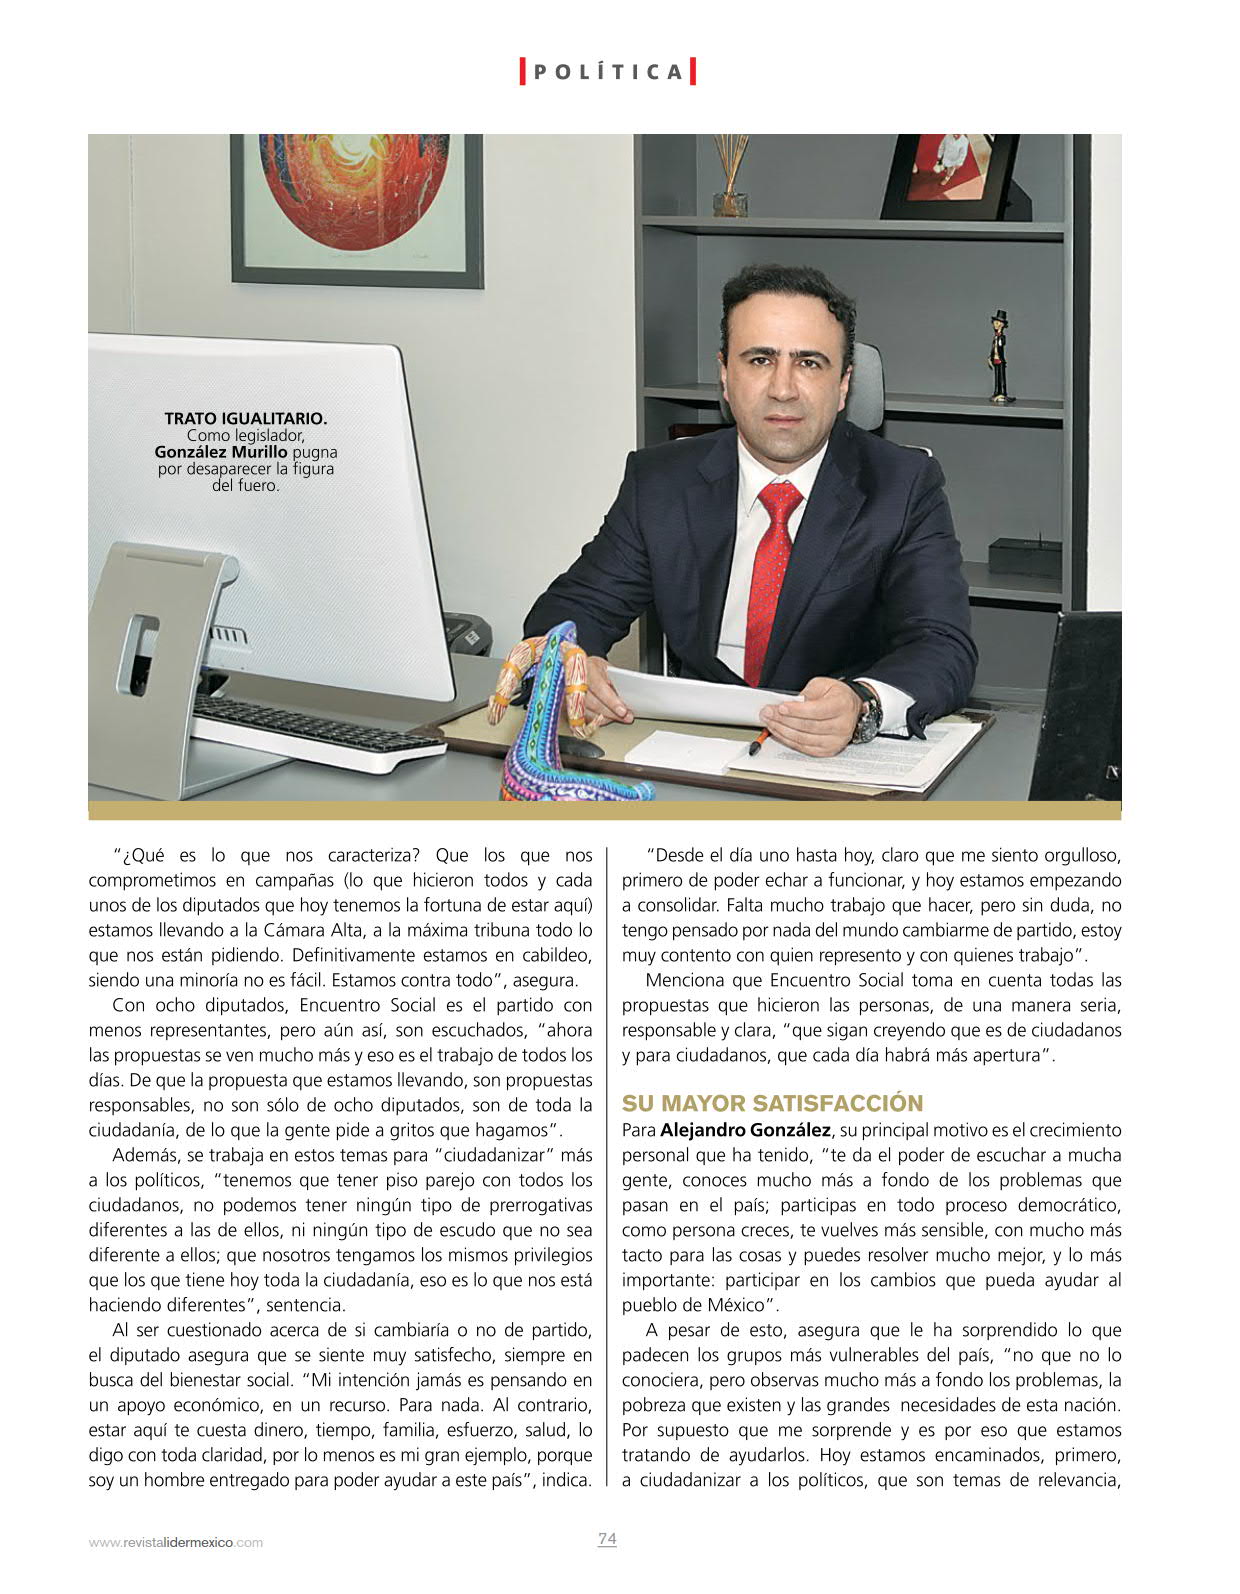 POLÍTICA
TRATO IGUALITARIO.
Como legislador,
González Murillo pugna
por desaparecer la figura
del fuero.
“¿Qué es lo que nos caracteriza? Que los que nos
comprometimos en campañas (lo que hicieron todos y cada
unos de los diputados que hoy tenemos la fortuna de estar aquí)
estamos llevando a la Cámara Alta, a la máxima tribuna todo lo
que nos están pidiendo. Definitivamente estamos en cabildeo,
siendo una minoría no es fácil. Estamos contra todo”, asegura.
Con ocho diputados, Encuentro Social es el partido con
menos representantes, pero aún así, son escuchados, “ahora
las propuestas se ven mucho más y eso es el trabajo de todos los
días. De que la propuesta que estamos llevando, son propuestas
responsables, no son sólo de ocho diputados, son de toda la
ciudadanía, de lo que la gente pide a gritos que hagamos”.
Además, se trabaja en estos temas para “ciudadanizar” más
a los políticos, “tenemos que tener piso parejo con todos los
ciudadanos, no podemos tener ningún tipo de prerrogativas
diferentes a las de ellos, ni ningún tipo de escudo que no sea
diferente a ellos; que nosotros tengamos los mismos privilegios
que los que tiene hoy toda la ciudadanía, eso es lo que nos está
haciendo diferentes”, sentencia.
Al ser cuestionado acerca de si cambiaría o no de partido,
el diputado asegura que se siente muy satisfecho, siempre en
busca del bienestar social. “Mi intención jamás es pensando en
un apoyo económico, en un recurso. Para nada. Al contrario,
estar aquí te cuesta dinero, tiempo, familia, esfuerzo, salud, lo
digo con toda claridad, por lo menos es mi gran ejemplo, porque
soy un hombre entregado para poder ayudar a este país”, indica.
“Desde el día uno hasta hoy, claro que me siento orgulloso,
primero de poder echar a funcionar, y hoy estamos empezando
a consolidar. Falta mucho trabajo que hacer, pero sin duda, no
tengo pensado por nada del mundo cambiarme de partido, estoy
muy contento con quien represento y con quienes trabajo”.
Menciona que Encuentro Social toma en cuenta todas las
propuestas que hicieron las personas, de una manera seria,
responsable y clara, “que sigan creyendo que es de ciudadanos
y para ciudadanos, que cada día habrá más apertura”.
SU MAYOR SATISFACCIÓN
Para Alejandro González, su principal motivo es el crecimiento
personal que ha tenido, “te da el poder de escuchar a mucha
gente, conoces mucho más a fondo de los problemas que
pasan en el país; participas en todo proceso democrático,
como persona creces, te vuelves más sensible, con mucho más
tacto para las cosas y puedes resolver mucho mejor, y lo más
importante: participar en los cambios que pueda ayudar al
pueblo de México”.
A pesar de esto, asegura que le ha sorprendido lo que
padecen los grupos más vulnerables del país, “no que no lo
conociera, pero observas mucho más a fondo los problemas, la
pobreza que existen y las grandes necesidades de esta nación.
Por supuesto que me sorprende y es por eso que estamos
tratando de ayudarlos. Hoy estamos encaminados, primero,
a ciudadanizar a los políticos, que son temas de relevancia,
www.revistalidermexico.com
74